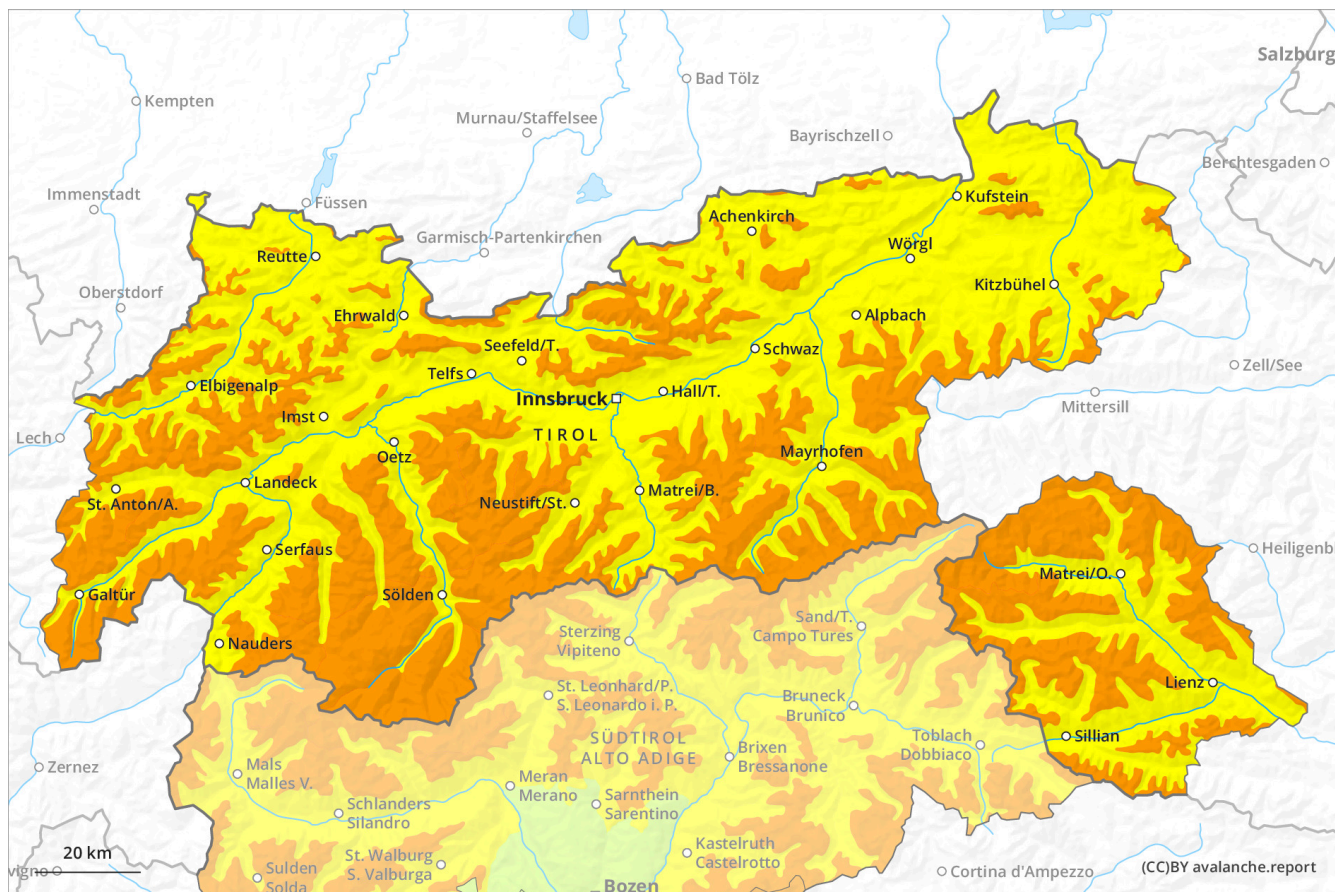 Salzburg
Bad Tölz
Kempten
Murnau/Staffelsee
Bayrischzell
Berchtesgaden
Immenstadt
Füssen
Kufstein
Achenkirch
Garmisch-Partenkirchen
Wörgl
Reutte
Kitzbühel
Oberstdorf
Ehrwald
Alpbach
Seefeld/T.
Schwaz
Telfs
Zell/See
Elbigenalp
Innsbruck
Hall/T.
Mittersill
Imst
Lech
TIROL
Oetz
Mayrhofen
Landeck
St. Anton/A.
Neustift/St.
Matrei/B.
Serfaus
Heiligenb
Matrei/O.
Galtür
Sölden
Sand/T.
Campo Tures
Sterzing
Vipiteno
Nauders
Lienz
St. Leonhard/P.
S. Leonardo i. P.
Bruneck
Brunico
Sillian
SÜDTIROL
ALTO ADIGE
Toblach
Dobbiaco
Brixen
Bressanone
Zernez
Mals
Malles V.
Meran
Merano
Sarnthein
Sarentino
Schlanders
Silandro
Kastelruth
Castelrotto
20 km
St. Walburg
S. Valburga
vigno
Sulden
Solda
Cortina d'Ampezzo
(CC)BY avalanche.report
Bozen